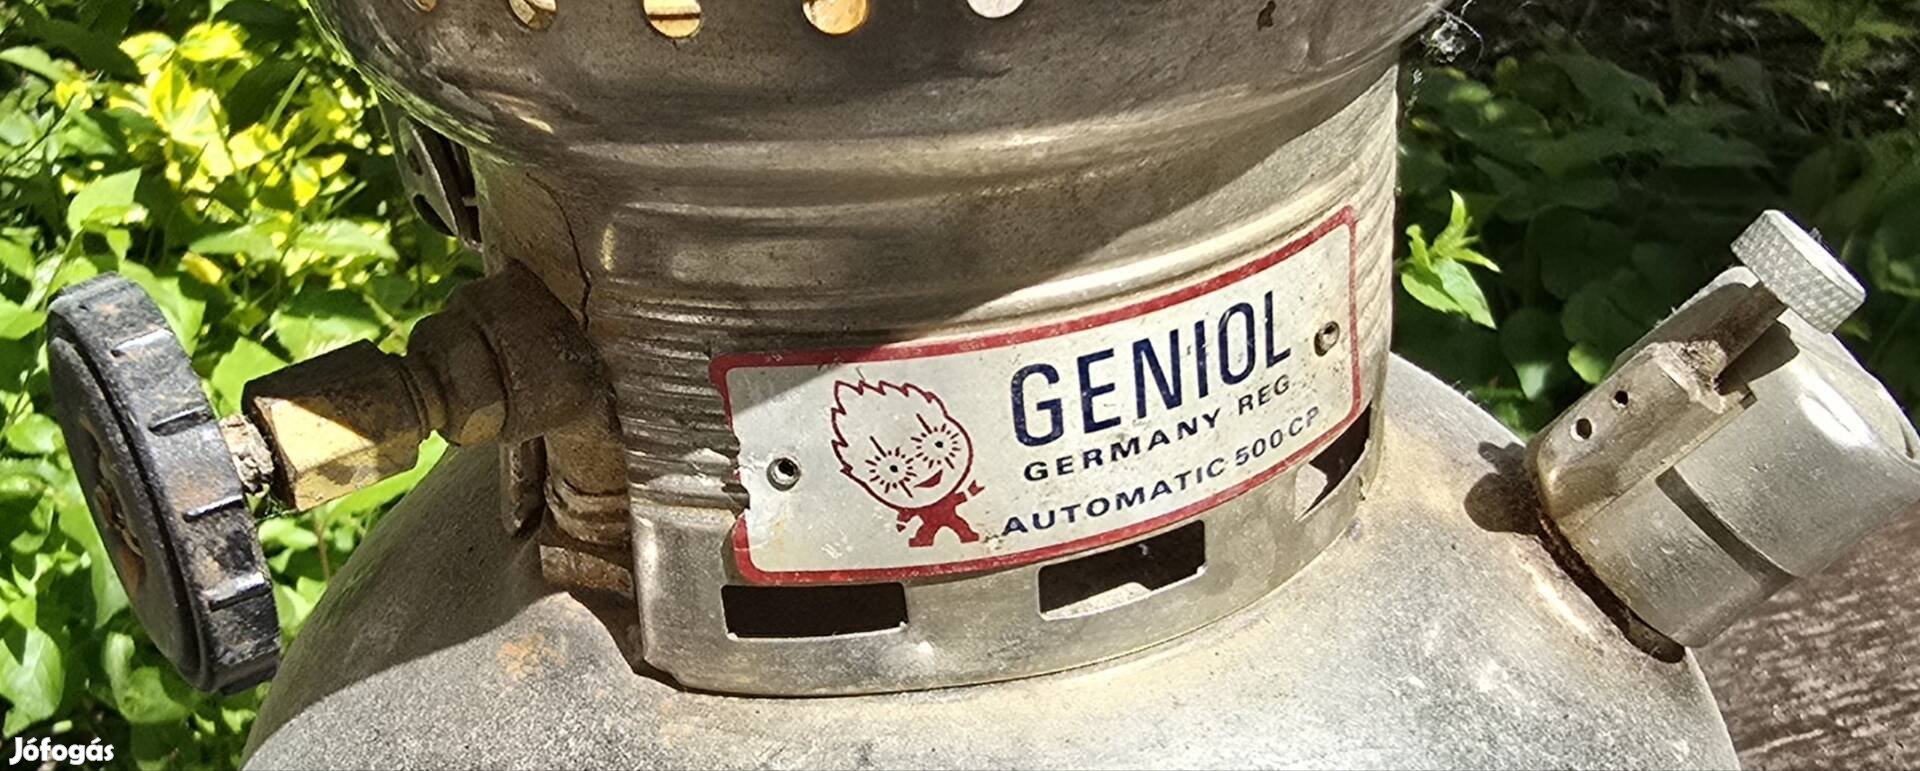 GENIOL
GERMANY REG.
AUTOMATIC 500CP
Jófogás